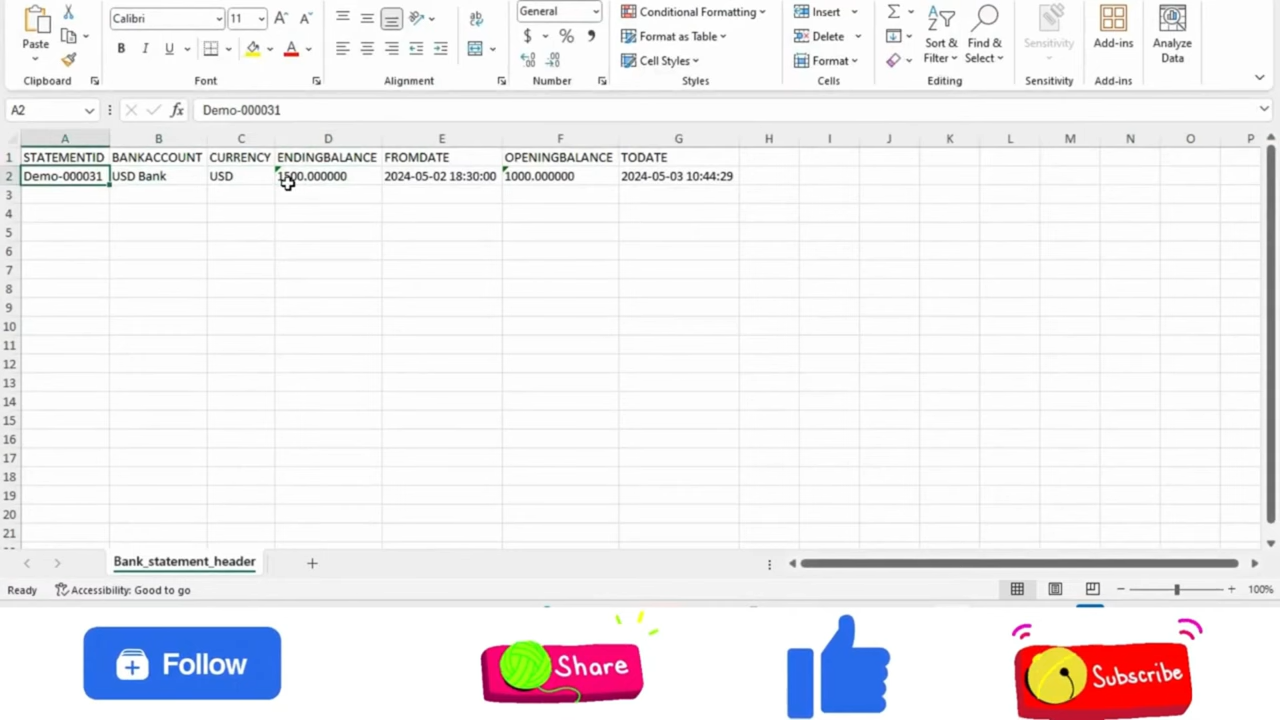 Calibri 11 General Conditional Formatting Insert
Paste B I U A $ % , Format as Table Delete Sort & Filter Find & Select Sensitivity Add-ins Analyze Data
Cell Styles Format
Clipboard Font Alignment Number Styles Cells Editing Sensitivity Add-ins
A2 fx Demo-000031
A B C D E F G H I J K L M N O P
1 STATEMENTID BANKACCOUNT CURRENCY ENDINGBALANCE FROMDATE OPENINGBALANCE TODATE
2 Demo-000031 USD Bank USD 1500.000000 2024-05-02 18:30:00 1000.000000 2024-05-03 10:44:29
3
4
5
6
7
8
9
10
11
12
13
14
15
16
17
18
19
20
21
Bank_statement_header
Ready Accessibility: Good to go 100%
Follow Share Subscribe